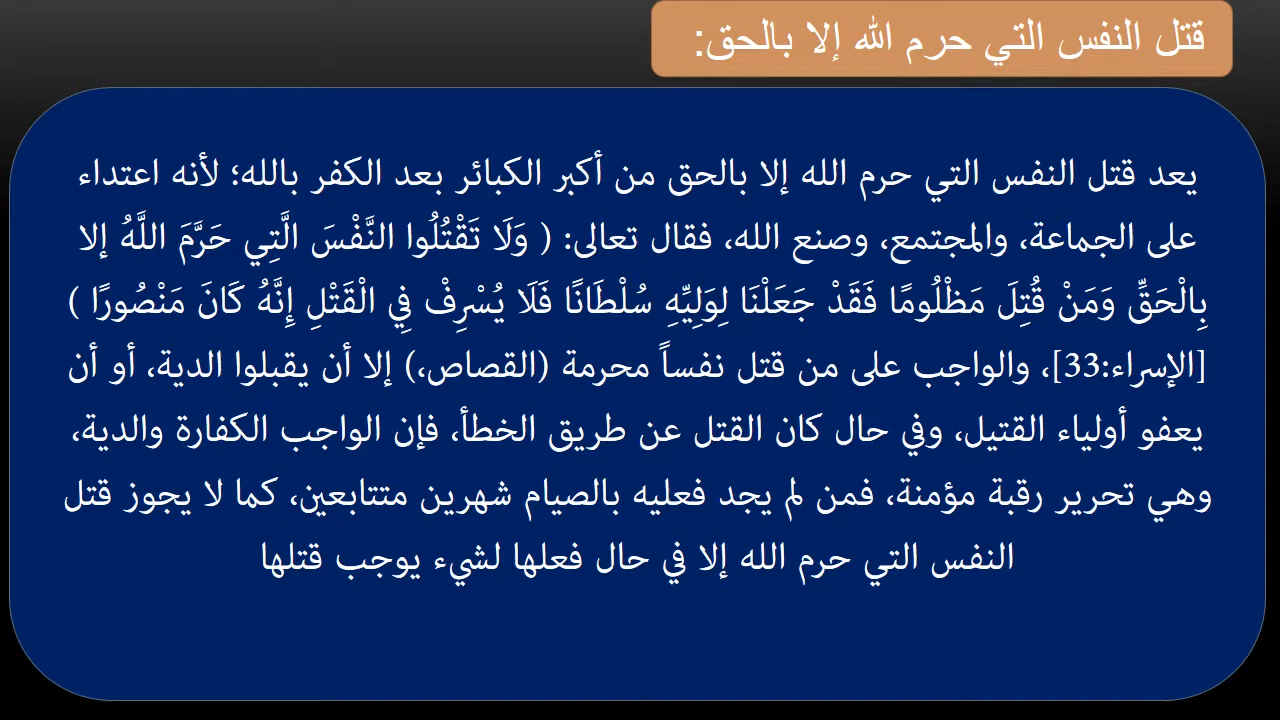 قتل النفس التي حرم الله إلا بالحق:
يعد قتل النفس التي حرم الله إلا بالحق من أكبر الكبائر بعد الكفر بالله؛ لأنه اعتداء
على الجماعة، والمجتمع، وصنع الله، فقال تعالى: ( وَلَا تَقْتُلُوا النَّفْسَ الَّتِي حَرَّمَ اللَّهُ إلا
بِالْحَقِّ وَمَنْ قُتِلَ مَظْلُومًا فَقَدْ جَعَلْنَا لِوَلِيِّهِ سُلْطَانًا فَلَا يُسْرِفْ فِي الْقَتْلِ إِنَّهُ كَانَ مَنْصُورًا )
[الإسراء:33]، والواجب على من قتل نفساً محرمة (القصاص،) إلا أن يقبلوا الدية، أو أن
يعفو أولياء القتيل، وفي حال كان القتل عن طريق الخطأ، فإن الواجب الكفارة والدية،
وهي تحرير رقبة مؤمنة، فمن لم يجد فعليه بالصيام شهرين متتابعين، كما لا يجوز قتل
النفس التي حرم الله إلا في حال فعلها لشيء يوجب قتلها